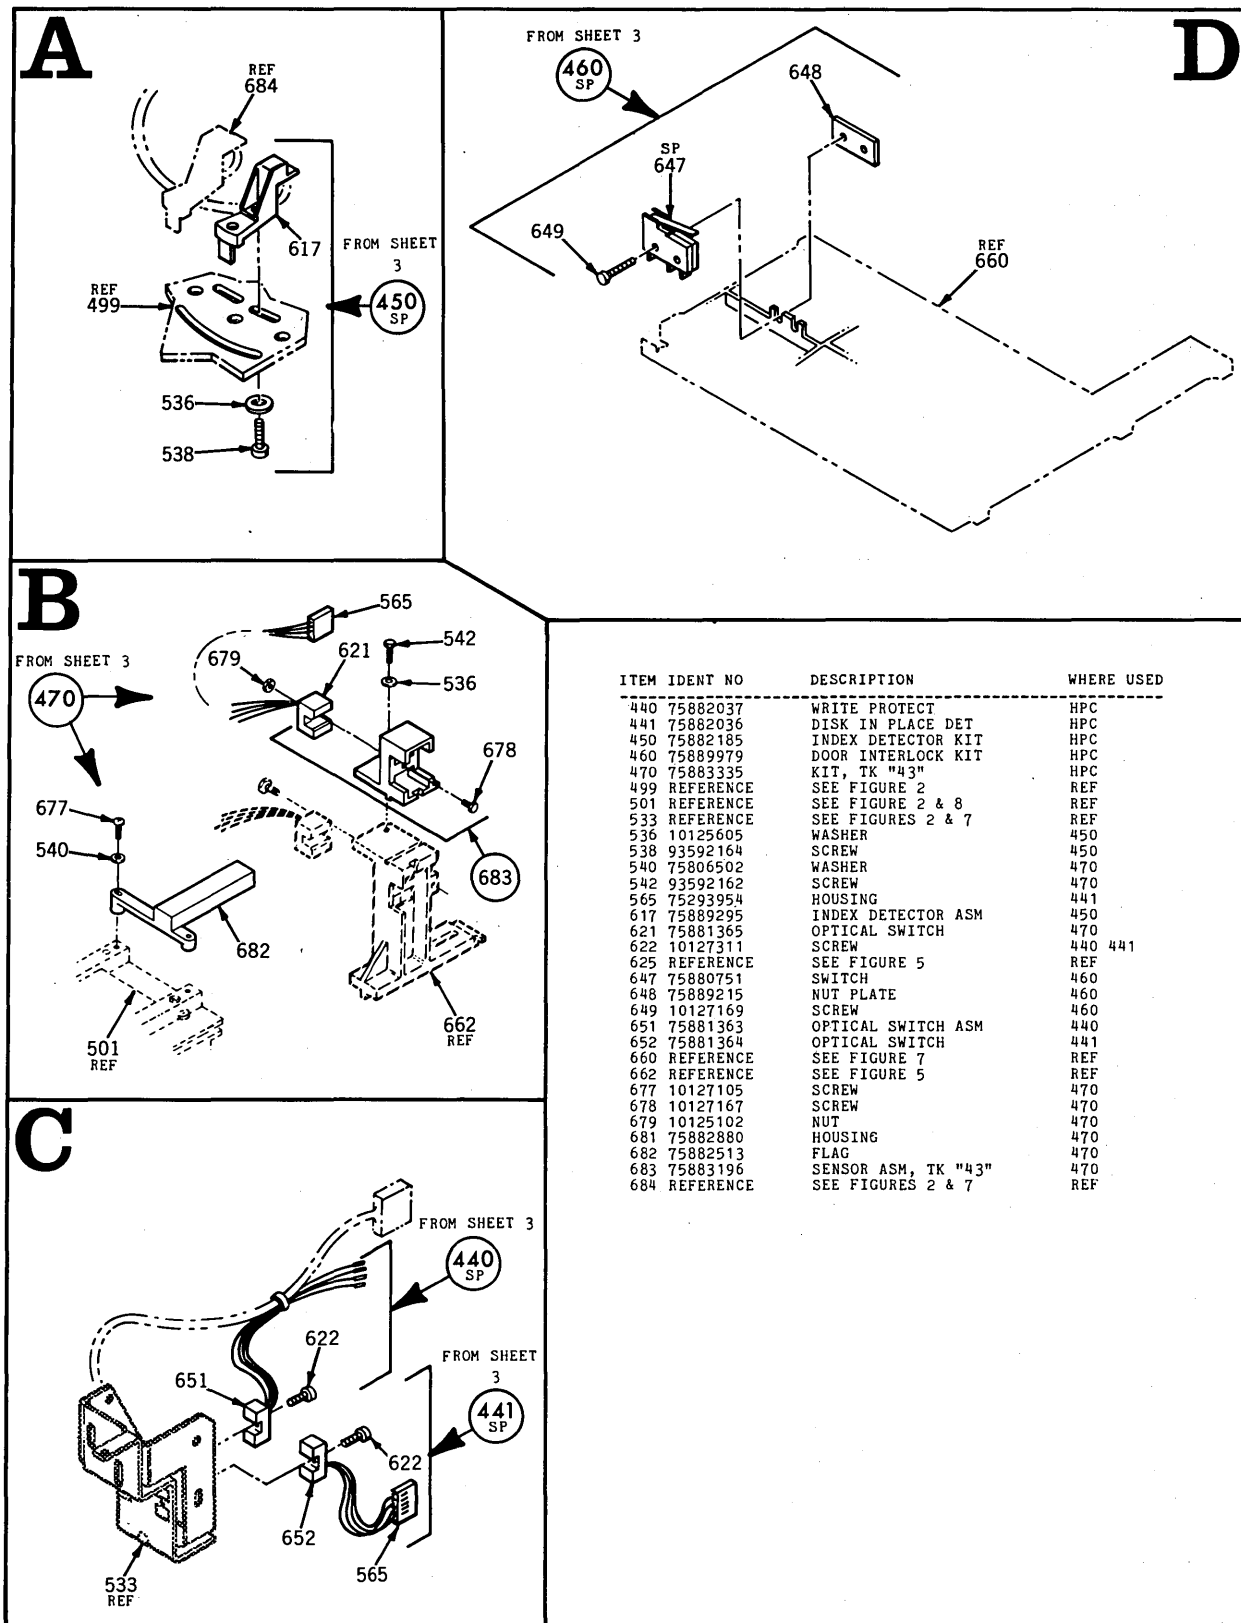 A
REF
684
617
FROM SHEET
3
450
SP
REF
499
536
538
D
FROM SHEET 3
460
SP
648
SP
647
649
REF
660
B
FROM SHEET 3
470
565
542
679
621
536
678
677
540
682
683
501
REF
662
REF
C
FROM SHEET 3
440
SP
622
651
FROM SHEET
3
441
SP
622
652
565
533
REF
ITEM IDENT NO DESCRIPTION WHERE USED
440 75882037 WRITE PROTECT HPC
441 75882036 DISK IN PLACE DET HPC
450 75882185 INDEX DETECTOR KIT HPC
460 75889979 DOOR INTERLOCK KIT HPC
470 75883335 KIT, TK "43" HPC
499 REFERENCE SEE FIGURE 2 REF
501 REFERENCE SEE FIGURE 2 & 8 REF
533 REFERENCE SEE FIGURES 2 & 7 REF
536 10125605 WASHER 450
538 93592164 SCREW 450
540 75806502 WASHER 470
542 93592162 SCREW 470
565 75293954 HOUSING 441
617 75889295 INDEX DETECTOR ASM 450
621 75881365 OPTICAL SWITCH 470
622 10127311 SCREW 440 441
625 REFERENCE SEE FIGURE 5 REF
647 75880751 SWITCH 460
648 75889215 NUT PLATE 460
649 10127169 SCREW 460
651 75881363 OPTICAL SWITCH ASM 440
652 75881364 OPTICAL SWITCH 441
660 REFERENCE SEE FIGURE 7 REF
662 REFERENCE SEE FIGURE 5 REF
677 10127105 SCREW 470
678 10127167 SCREW 470
679 10125102 NUT 470
681 75882880 HOUSING 470
682 75882513 FLAG 470
683 75883196 SENSOR ASM, TK "43" 470
684 REFERENCE SEE FIGURES 2 & 7 REF